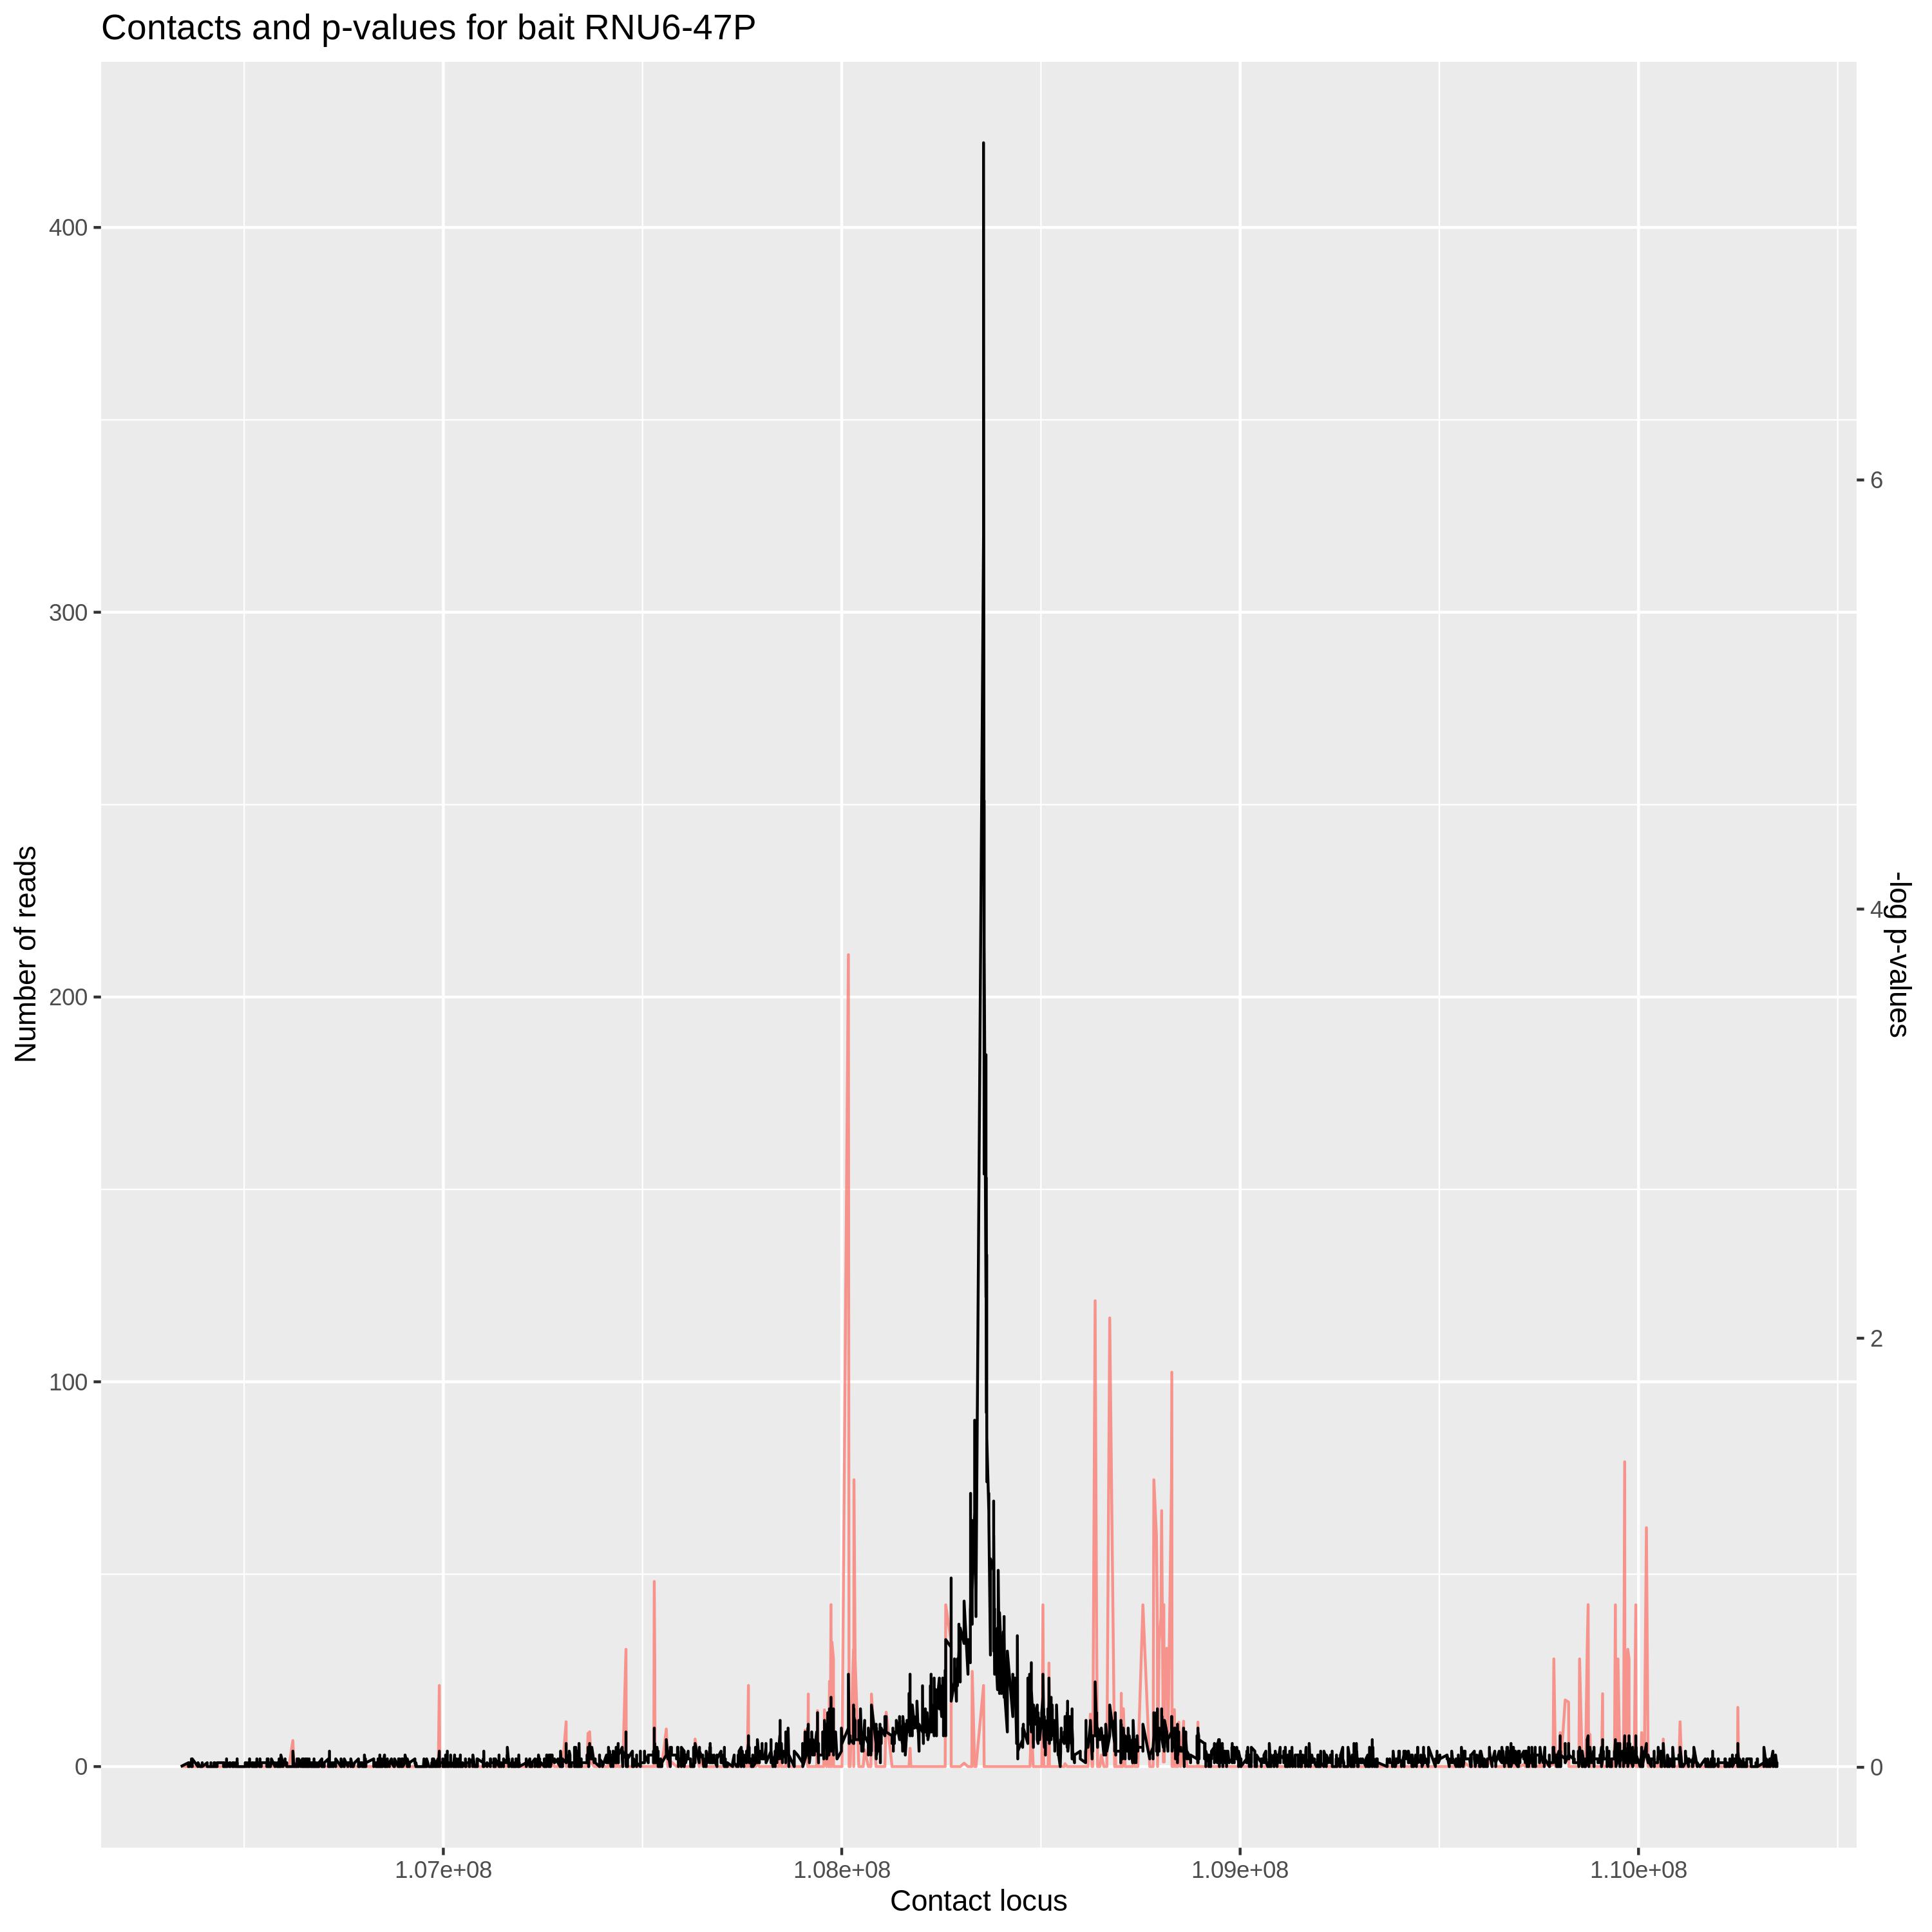 Contacts and p-values for bait RNU6-47P
Number of reads
400
300
200
100
0
6
4
2
0
-log p-values
1.07e+08
1.08e+08
1.09e+08
1.10e+08
Contact locus